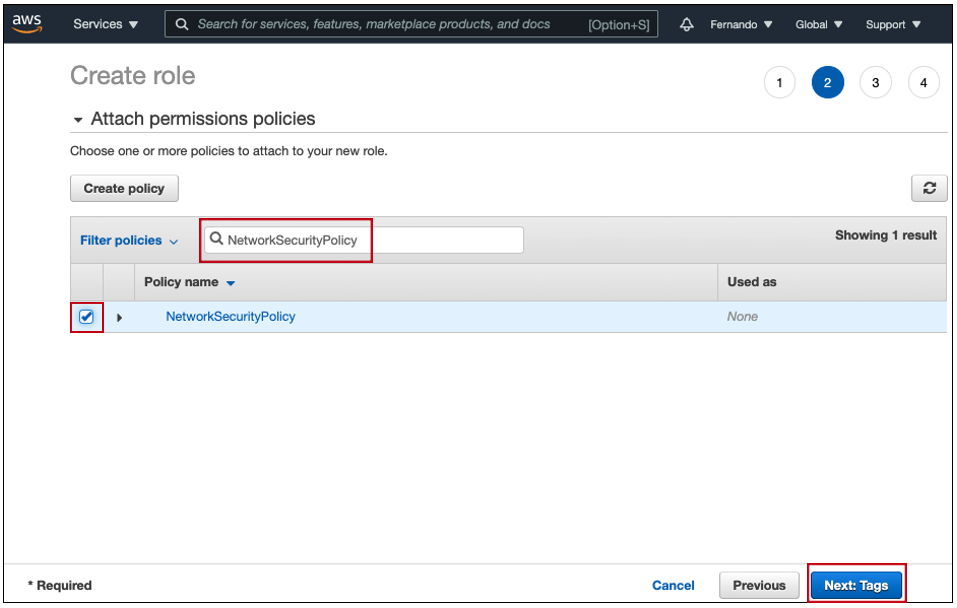 aws Services Search for services, features, marketplace products, and docs [Option+S] Fernando Global Support
Create role
1 2 3 4
Attach permissions policies
Choose one or more policies to attach to your new role.
Create policy
Filter policies NetworkSecurityPolicy Showing 1 result
Policy name Used as
NetworkSecurityPolicy None
* Required Cancel Previous Next: Tags